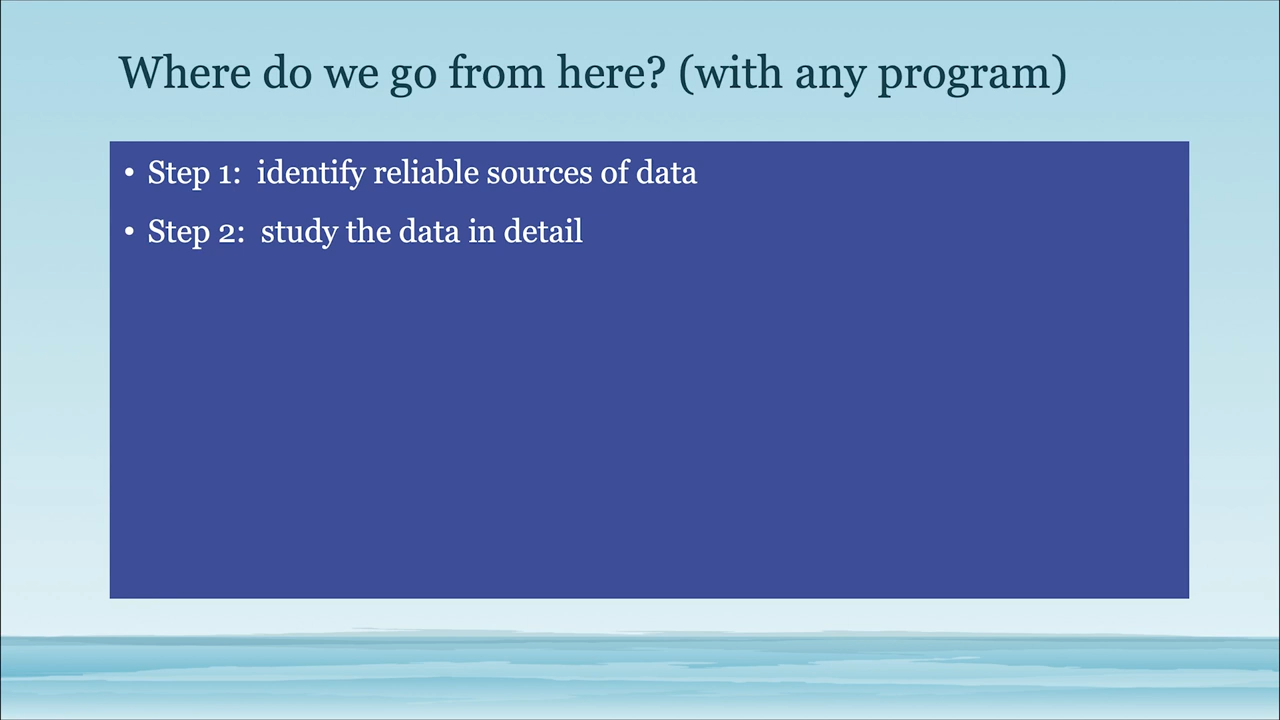 Where do we go from here? (with any program)
• Step 1:  identify reliable sources of data
• Step 2:  study the data in detail